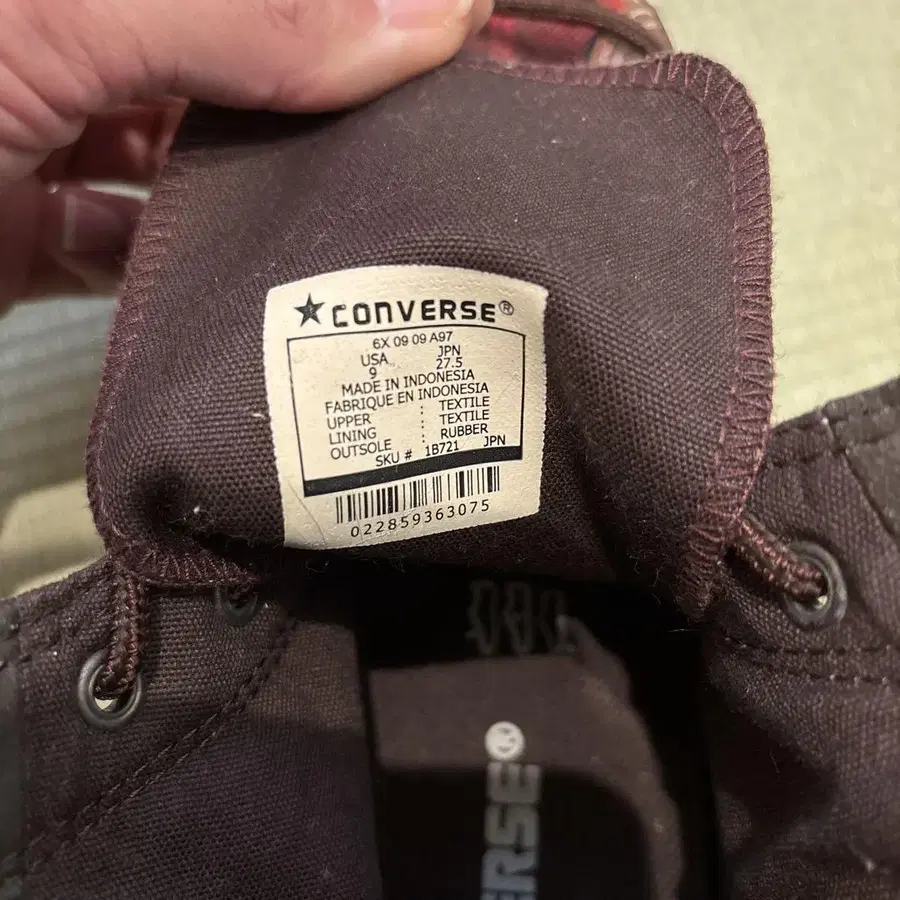 ★ CONVERSE®
6X 09 09 A97
USA JPN
9 27.5
MADE IN INDONESIA
FABRIQUE EN INDONESIA
UPPER : TEXTILE
LINING : TEXTILE
OUTSOLE : RUBBER
SKU # 1B721 JPN
022859363075
ERSE®